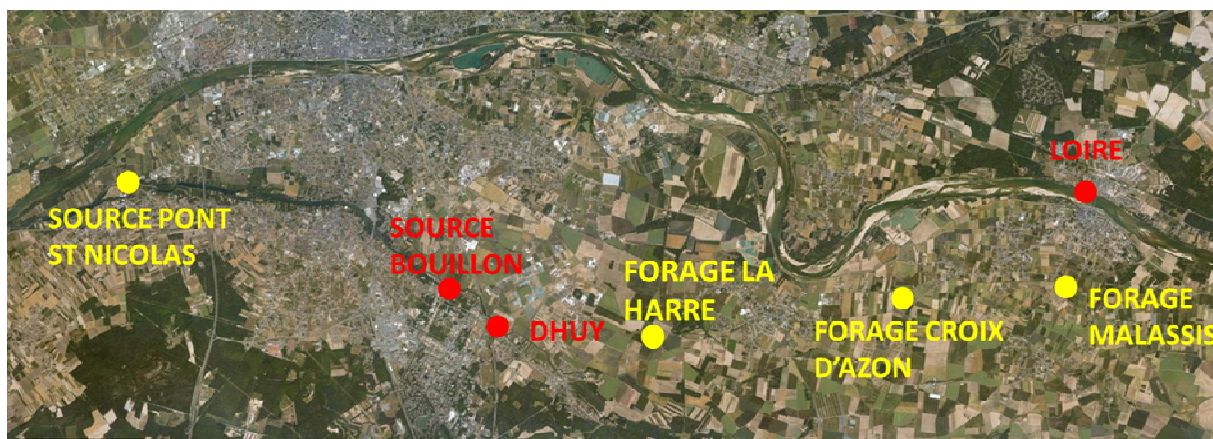 LOIRE
SOURCE PONT
ST NICOLAS
SOURCE
BOUILLON
FORAGE LA
HARRE
DHUY
FORAGE CROIX
D'AZON
FORAGE
MALASSIS